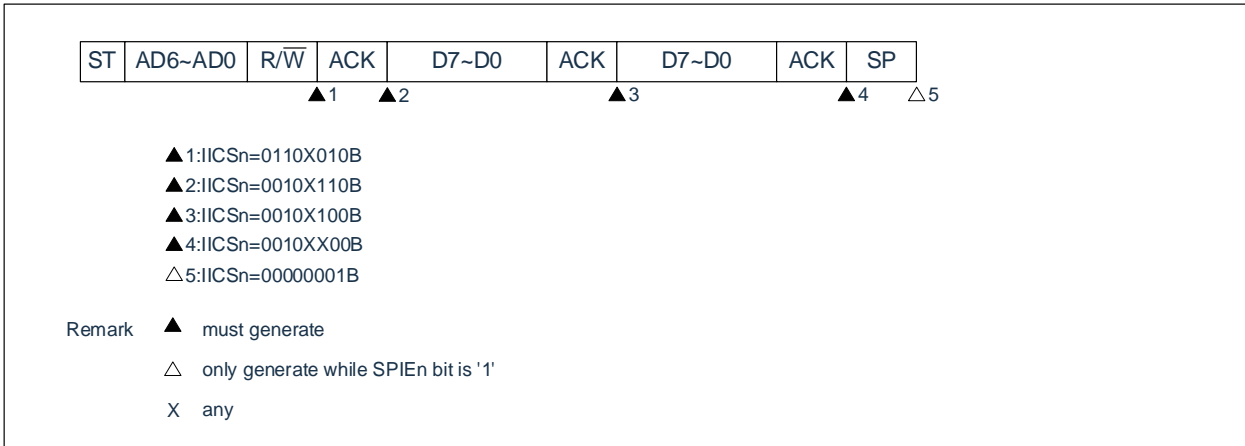 ST AD6~AD0 R/W̅ ACK D7~D0 ACK D7~D0 ACK SP
▲1 ▲2 ▲3 ▲4 △5
▲1:IICSn=0110X010B
▲2:IICSn=0010X110B
▲3:IICSn=0010X100B
▲4:IICSn=0010XX00B
△5:IICSn=00000001B
Remark ▲ must generate
△ only generate while SPIEn bit is '1'
X any